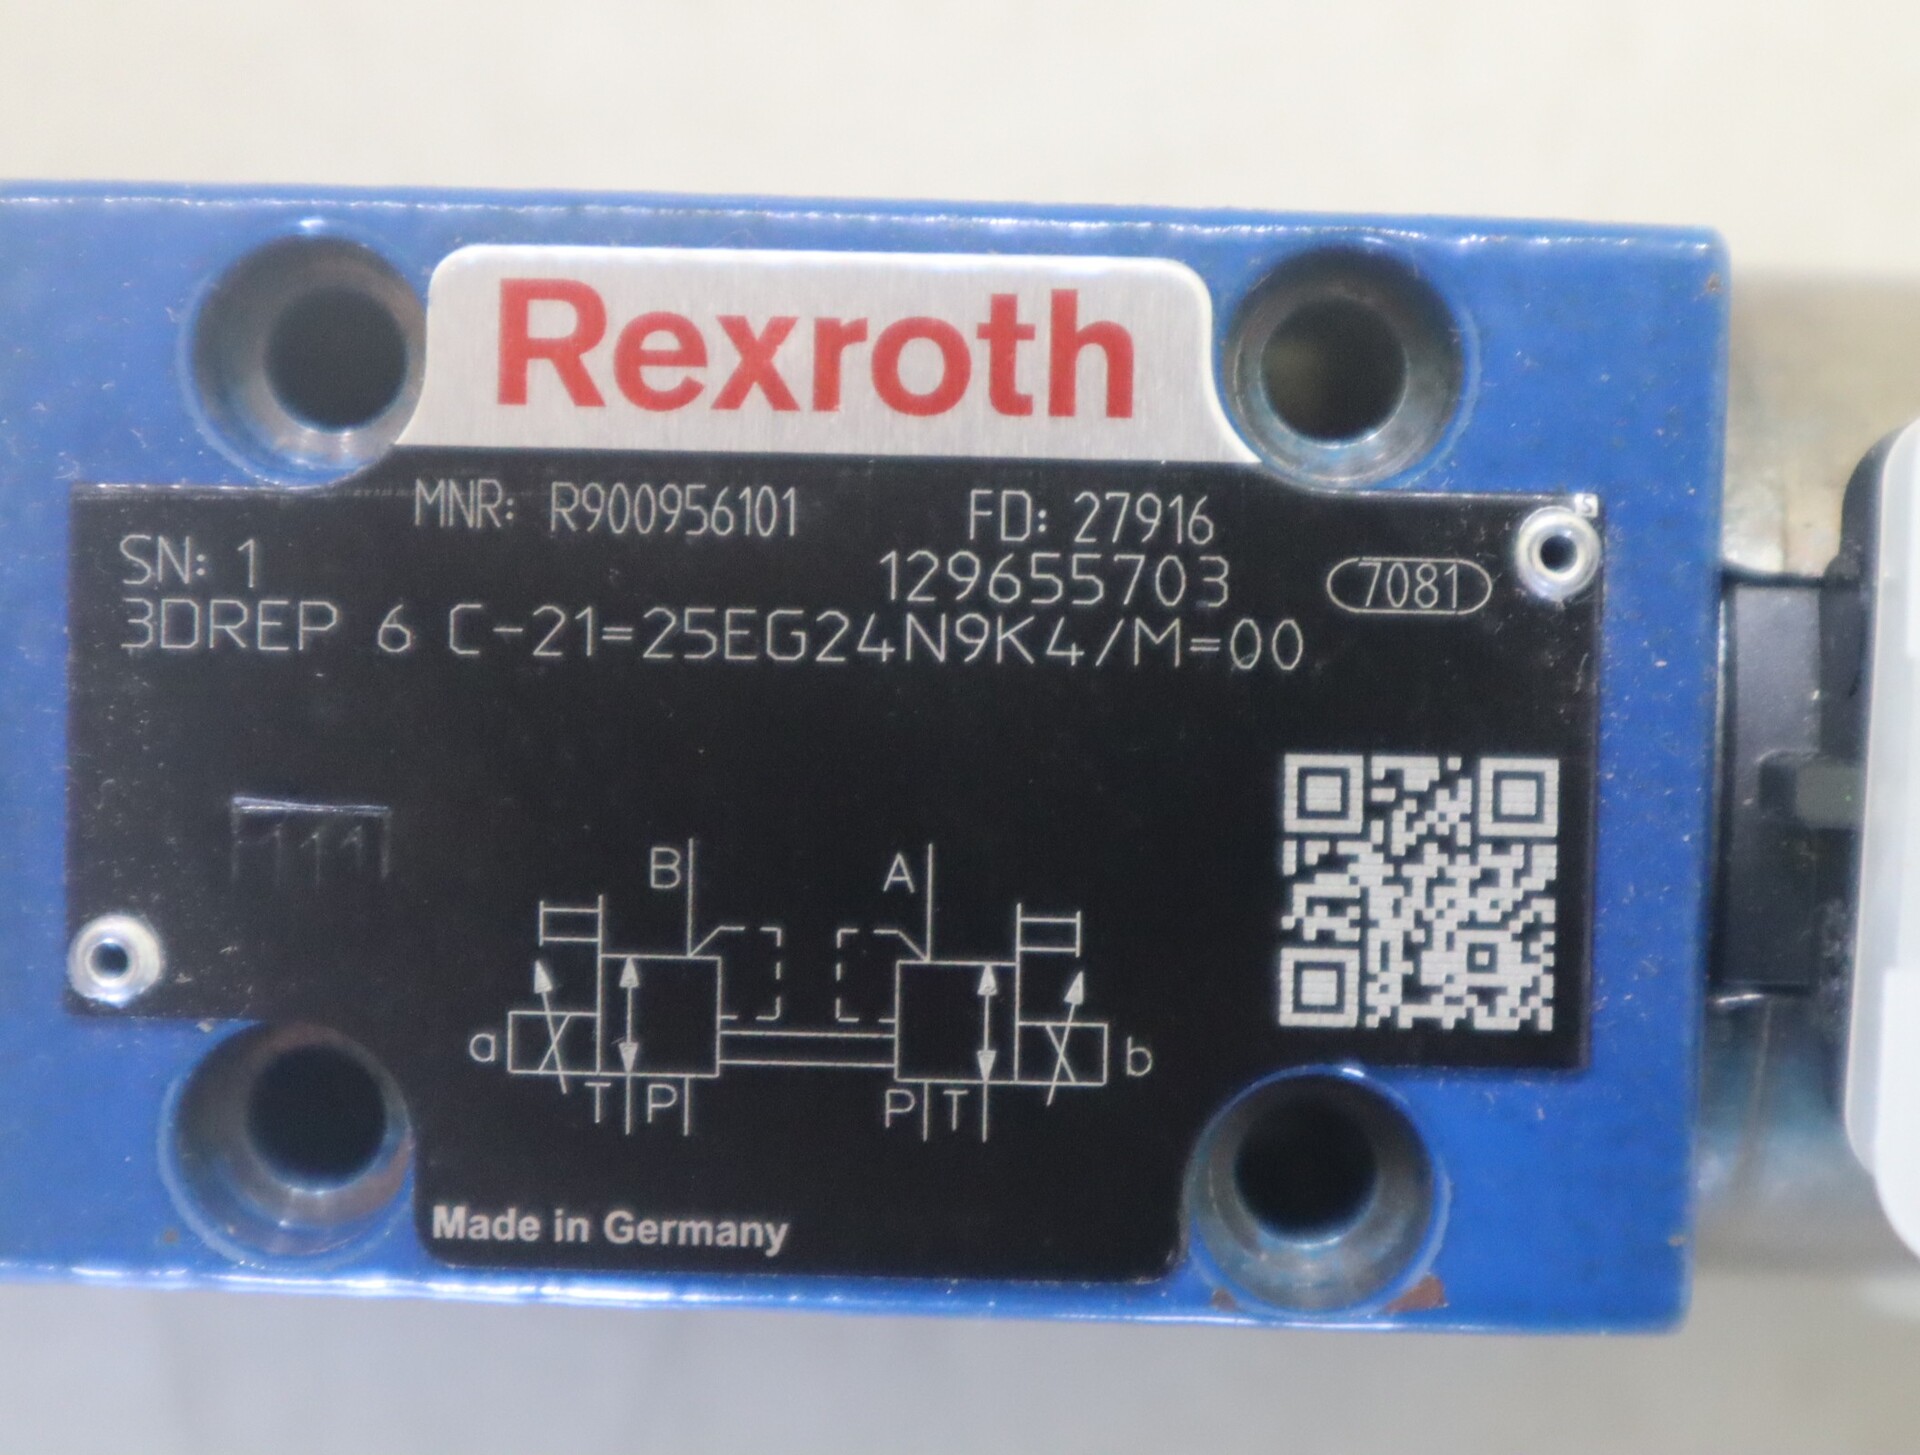 Rexroth
MNR: R900956101 FD: 27916
SN: 1 129655703 7081
3DREP 6 C-21=25EG24N9K4/M=00
B A
a b
T P P T
Made in Germany